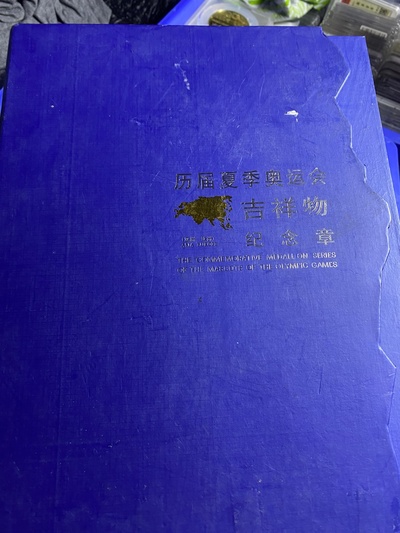 历届夏季奥运会
吉祥物
纪念章
THE COMMEMORATIVE MEDALLION SERIES
OF THE MASCOTS OF THE OLYMPIC GAMES